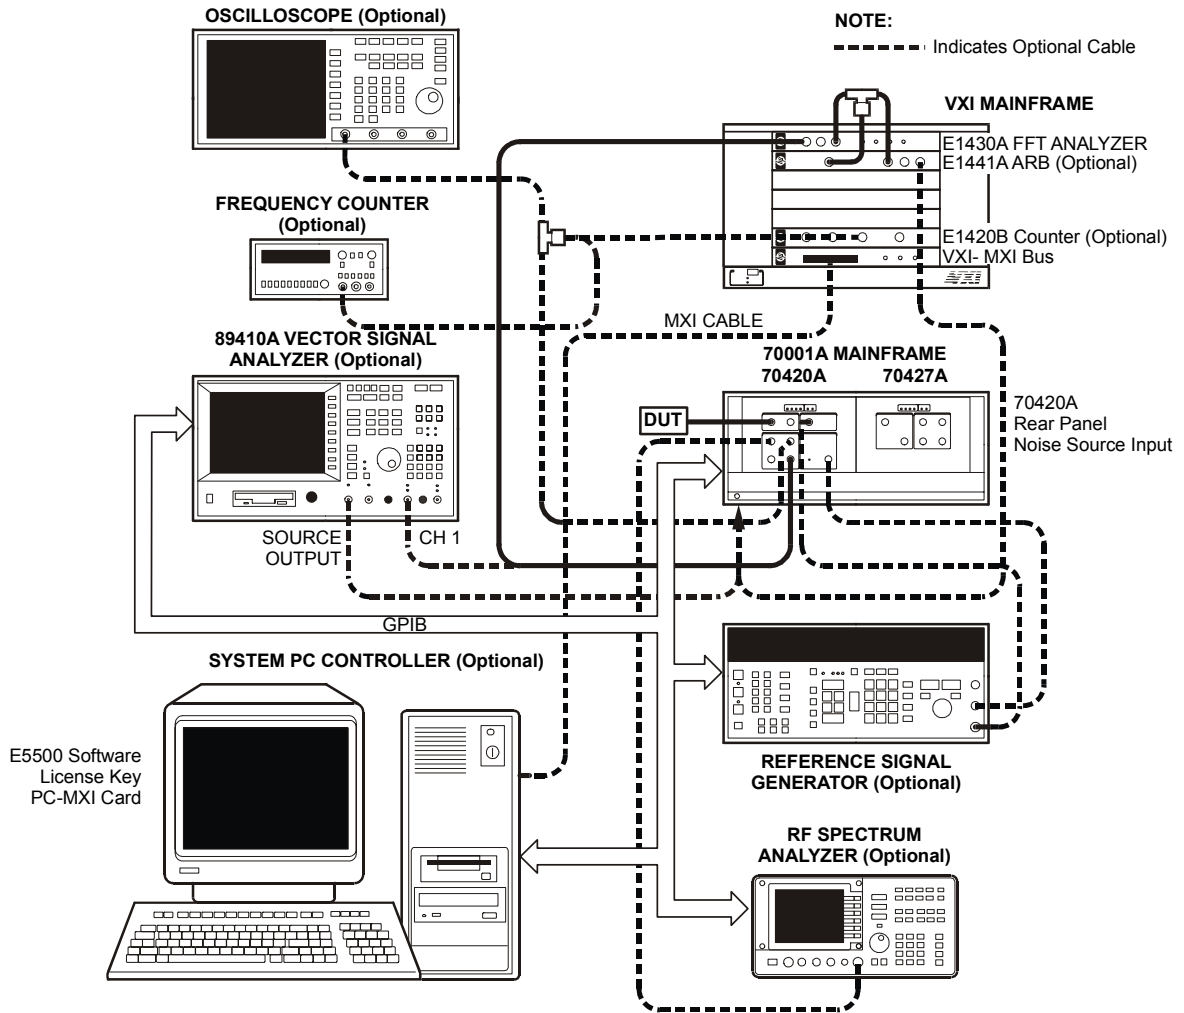 OSCILLOSCOPE (Optional)
NOTE:
Indicates Optional Cable
VXI MAINFRAME
E1430A FFT ANALYZER
E1441A ARB (Optional)
FREQUENCY COUNTER
(Optional)
E1420B Counter (Optional)
VXI- MXI Bus
VXI
MXI CABLE
89410A VECTOR SIGNAL
ANALYZER (Optional)
70001A MAINFRAME
70420A
70427A
DUT
70420A
Rear Panel
Noise Source Input
SOURCE
OUTPUT
CH 1
GPIB
SYSTEM PC CONTROLLER (Optional)
E5500 Software
License Key
PC-MXI Card
REFERENCE SIGNAL
GENERATOR (Optional)
RF SPECTRUM
ANALYZER (Optional)